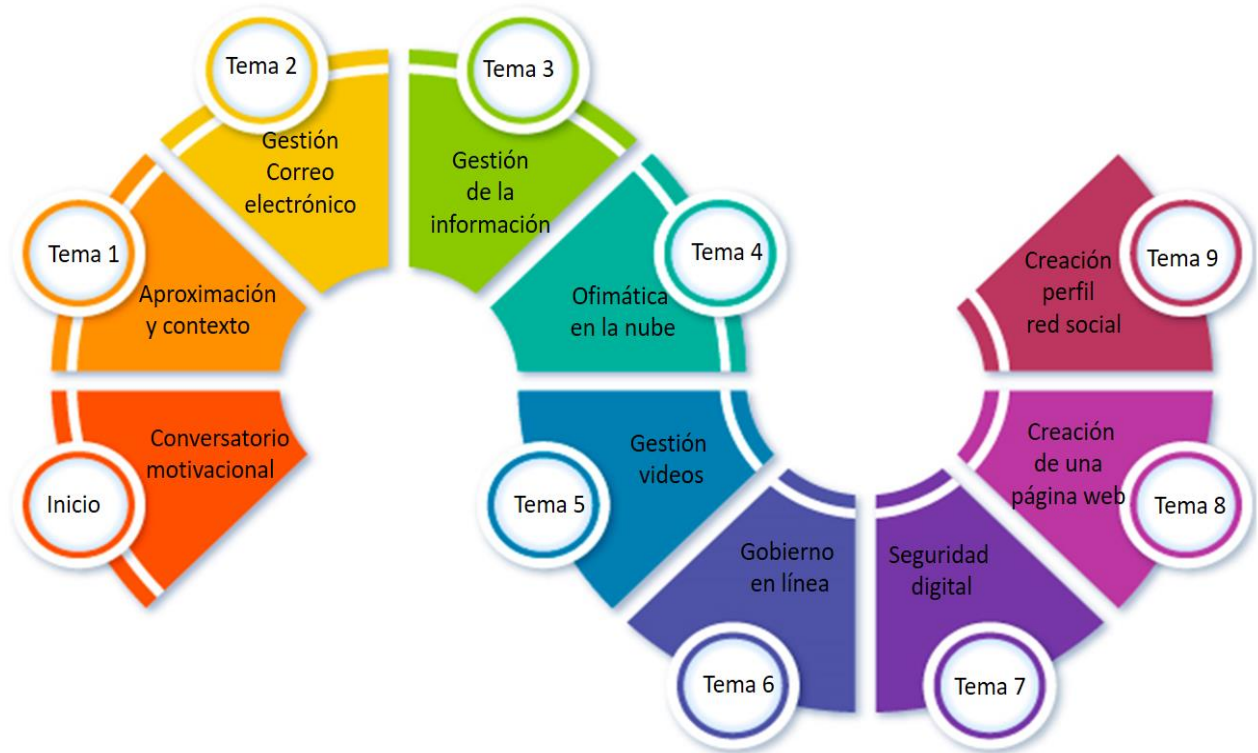 Inicio
Conversatorio
motivacional
Tema 1
Aproximación
y contexto
Tema 2
Gestión
Correo
electrónico
Tema 3
Gestión
de la
información
Tema 4
Ofimática
en la nube
Tema 5
Gestión
videos
Tema 6
Gobierno
en línea
Tema 7
Seguridad
digital
Tema 8
Creación
de una
página web
Tema 9
Creación
perfil
red social